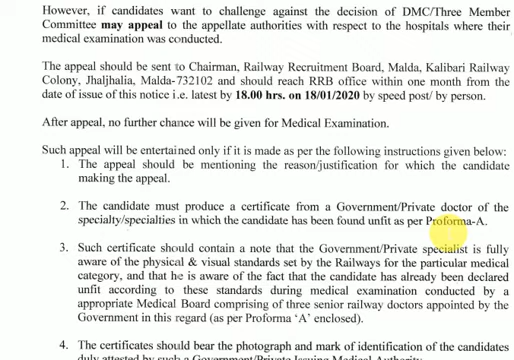 However, if candidates want to challenge against the decision of DMC/Three Member
Committee may appeal to the appellate authorities with respect to the hospitals where their
medical examination was conducted.
The appeal should be sent to Chairman, Railway Recruitment Board, Malda, Kalibari Railway
Colony, Jhaljhalia, Malda-732102 and should reach RRB office within one month from the
date of issue of this notice i.e. latest by 18.00 hrs. on 18/01/2020 by speed post/ by person.
After appeal, no further chance will be given for Medical Examination.
Such appeal will be entertained only if it is made as per the following instructions given below:
1. The appeal should be mentioning the reason/justification for which the candidate
making the appeal.
2. The candidate must produce a certificate from a Government/Private doctor of the
specialty/specialties in which the candidate has been found unfit as per Proforma-A.
3. Such certificate should contain a note that the Government/Private specialist is fully
aware of the physical & visual standards set by the Railways for the particular medical
category, and that he is aware of the fact that the candidate has already been declared
unfit according to these standards during medical examination conducted by a
appropriate Medical Board comprising of three senior railway doctors appointed by the
Government in this regard (as per Proforma ‘A’ enclosed).
4. The certificates should bear the photograph and mark of identification of the candidates
duly attested by such a Government/Private Issuing Medical Authority.